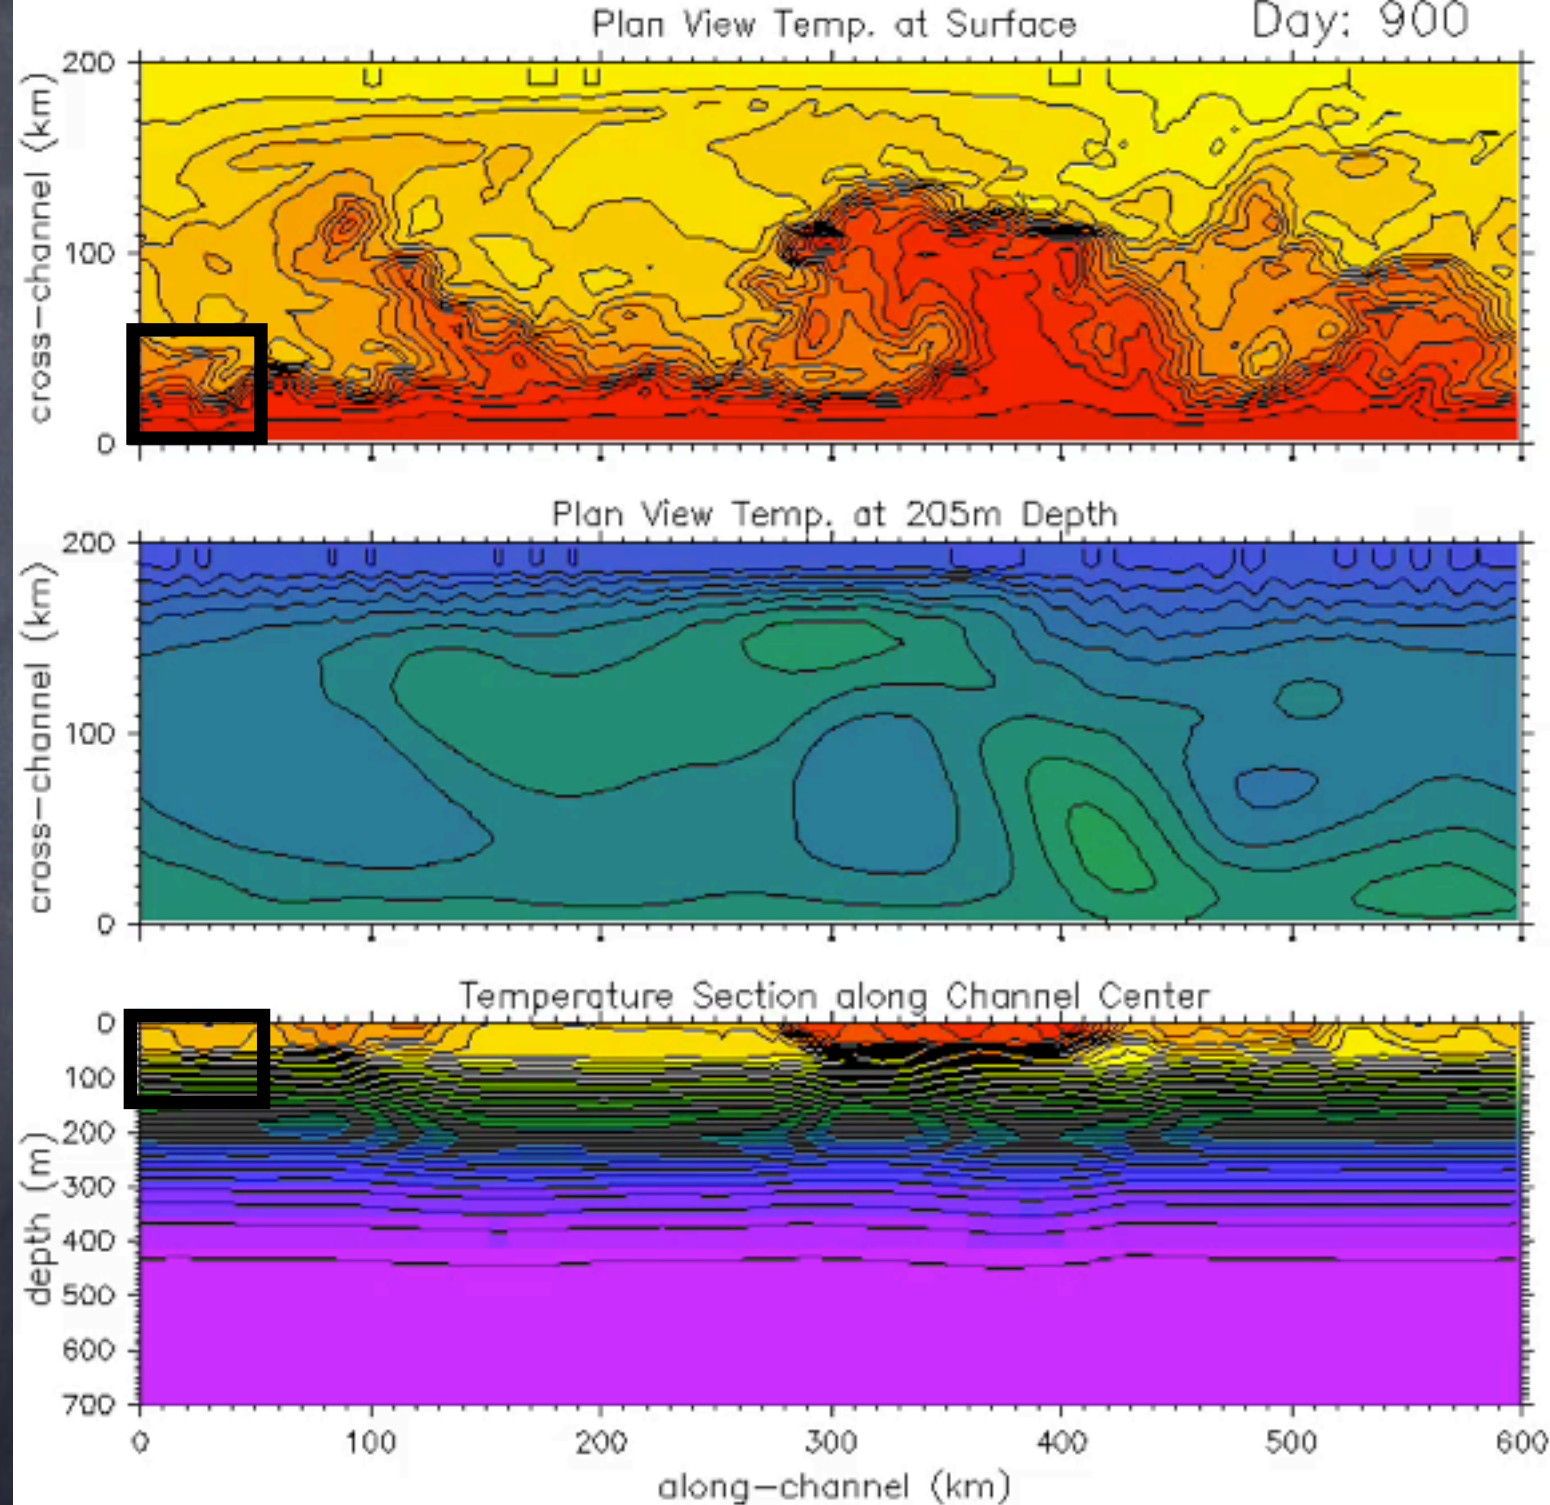 Plan View Temp. at Surface
Day: 900
cross-channel (km)
200
100
0
Plan View Temp. at 205m Depth
cross-channel (km)
200
100
0
Temperature Section along Channel Center
depth (m)
0
100
200
300
400
500
600
700
0 100 200 300 400 500 600
along-channel (km)